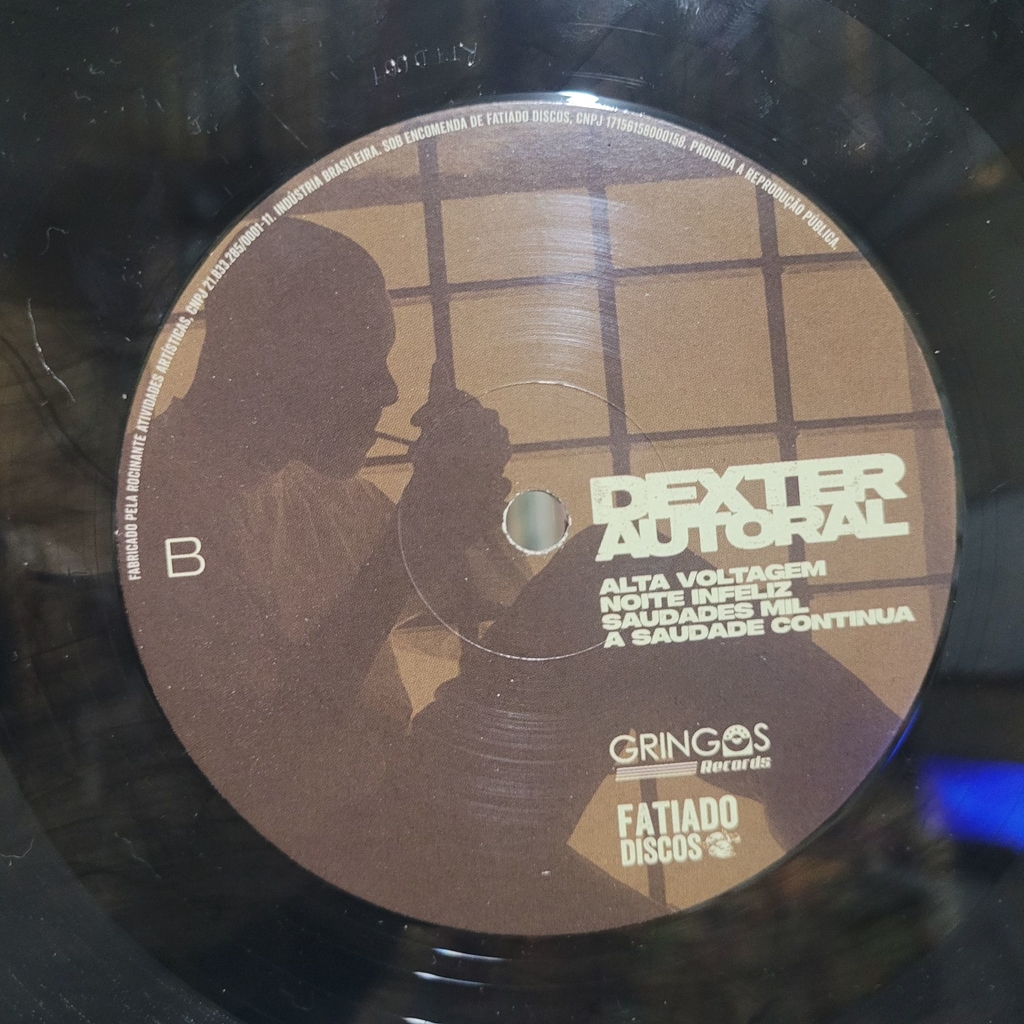 FABRICADO PELA ROCINANTE ATIVIDADES ARTÍSTICAS, CNPJ 21.833.265/0001-11. INDÚSTRIA BRASILEIRA. SOB ENCOMENDA DE FATIADO DISCOS, CNPJ 17156158000158. PROIBIDA A REPRODUÇÃO PÚBLICA.
B
DEXTER
AUTORAL
ALTA VOLTAGEM
NOITE INFELIZ
SAUDADES MIL
A SAUDADE CONTINUA
GRINGOS
Records
FATIADO
DISCOS